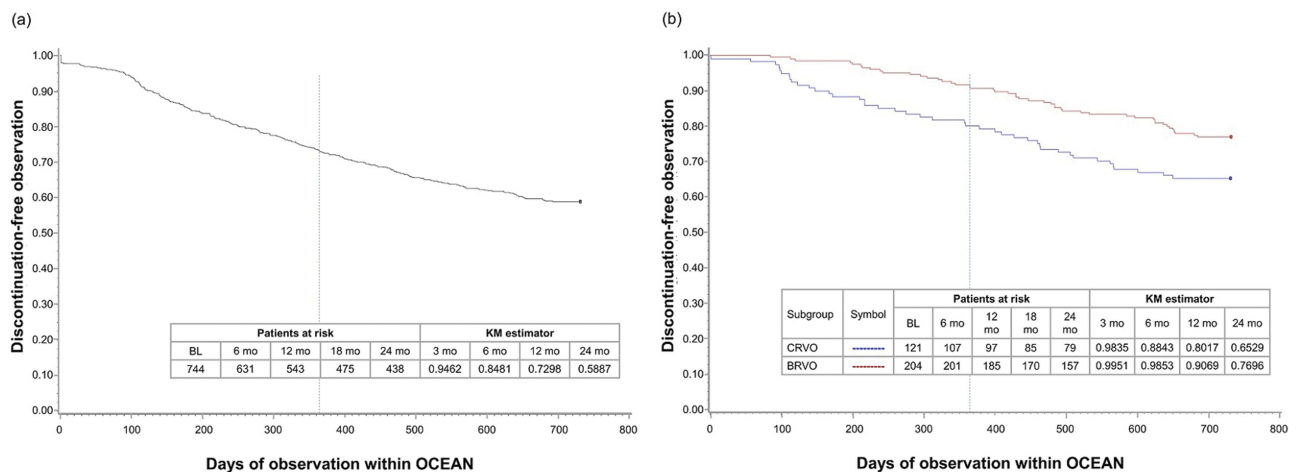 (a)
Discontinuation-free observation
1.00
0.90
0.80
0.70
0.60
0.50
0.40
0.30
0.20
0.10
0.00
Patients at risk KM estimator
BL 6 mo 12 mo 18 mo 24 mo 3 mo 6 mo 12 mo 24 mo
744 631 543 475 438 0.9462 0.8481 0.7298 0.5887
0 100 200 300 400 500 600 700 800
Days of observation within OCEAN
(b)
Discontinuation-free observation
1.00
0.90
0.80
0.70
0.60
0.50
0.40
0.30
0.20
0.10
0.00
Subgroup Symbol Patients at risk KM estimator
BL 6 mo 12 mo 18 mo 24 mo 3 mo 6 mo 12 mo 24 mo
CRVO 121 107 97 85 79 0.9835 0.8843 0.8017 0.6529
BRVO 204 201 185 170 157 0.9951 0.9853 0.9069 0.7696
0 100 200 300 400 500 600 700 800
Days of observation within OCEAN